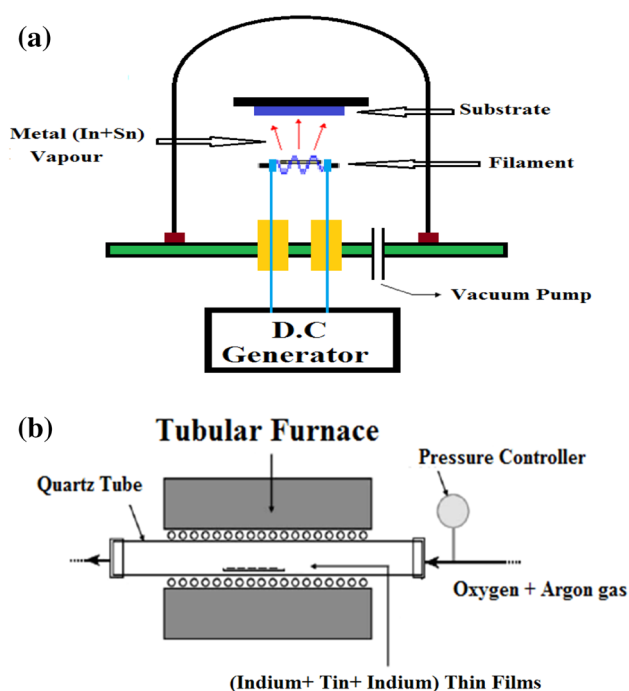 (a)
Substrate
Metal (In+Sn)
Vapour
Filament
Vacuum Pump
D.C
Generator
(b)
Tubular Furnace
Pressure Controller
Quartz Tube
Oxygen + Argon gas
(Indium+ Tin+ Indium) Thin Films